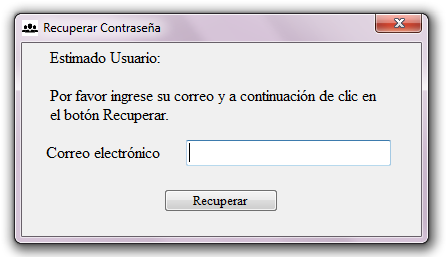 Recuperar Contraseña
Estimado Usuario:
Por favor ingrese su correo y a continuación de clic en
el botón Recuperar.
Correo electrónico
Recuperar